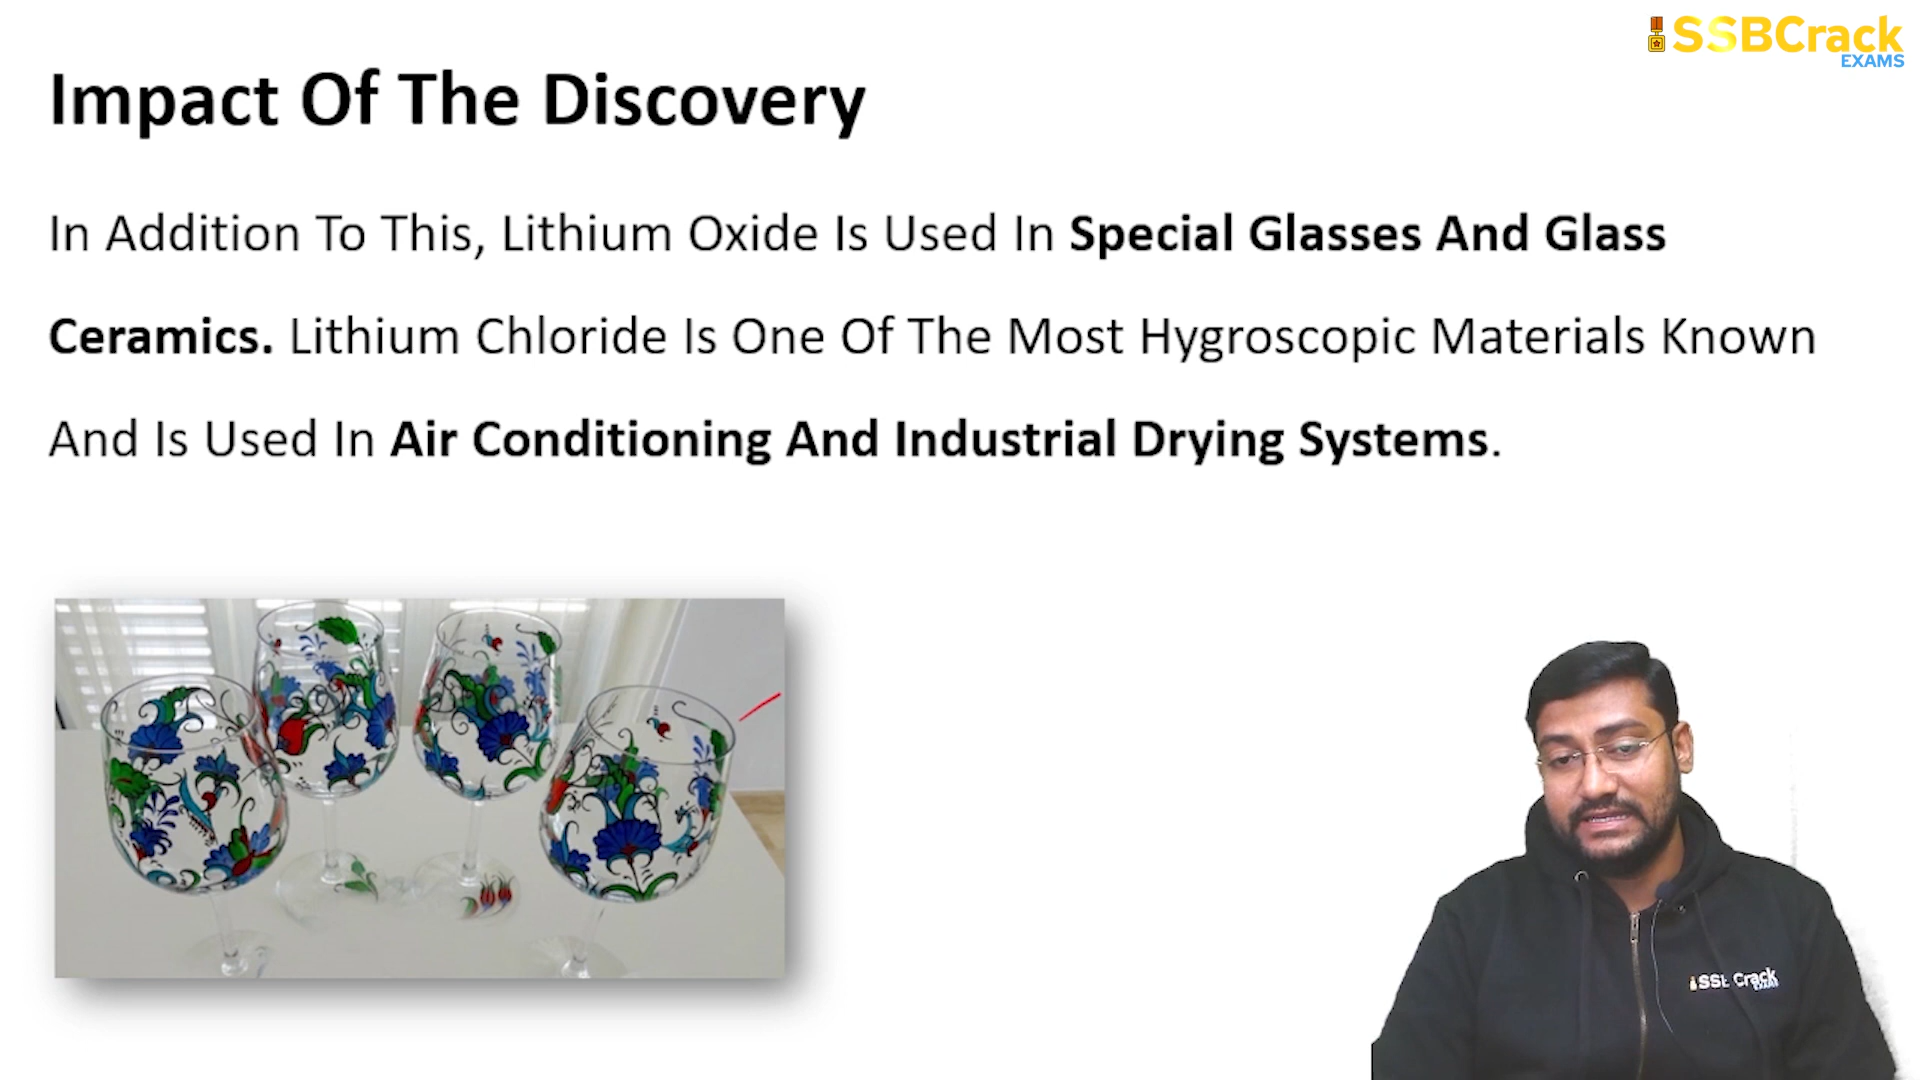 SSBCrack
EXAMS
Impact Of The Discovery
In Addition To This, Lithium Oxide Is Used In Special Glasses And Glass
Ceramics. Lithium Chloride Is One Of The Most Hygroscopic Materials Known
And Is Used In Air Conditioning And Industrial Drying Systems.
SSBCrack
EXAMS